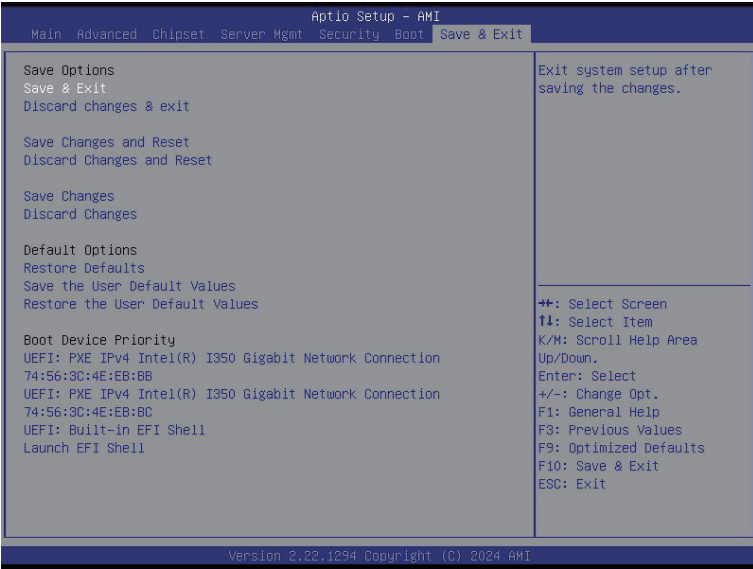 Aptio Setup - AMI
Main Advanced Chipset Server Mgmt Security Boot Save & Exit
Save Options
Save & Exit
Discard changes & exit
Save Changes and Reset
Discard Changes and Reset
Save Changes
Discard Changes
Default Options
Restore Defaults
Save the User Default Values
Restore the User Default Values
Boot Device Priority
UEFI: PXE IPv4 Intel(R) I350 Gigabit Network Connection
74:56:3C:4E:EB:BB
UEFI: PXE IPv4 Intel(R) I350 Gigabit Network Connection
74:56:3C:4E:EB:BC
UEFI: Built-in EFI Shell
Launch EFI Shell
Exit system setup after
saving the changes.
→←: Select Screen
↑↓: Select Item
K/M: Scroll Help Area
Up/Down.
Enter: Select
+/-: Change Opt.
F1: General Help
F3: Previous Values
F9: Optimized Defaults
F10: Save & Exit
ESC: Exit
Version 2.22.1294 Copyright (C) 2024 AMI